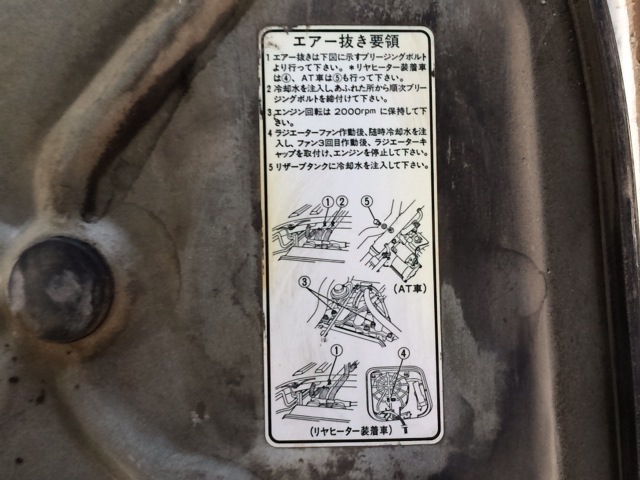 エアー抜き要領
1 エアー抜きは下図に示すブリージングボルト
より行って下さい。＊リヤヒーター装着車
は④、AT車は⑤も行って下さい。
2 冷却水を注入し、あふれた所から順次ブリー
ジングボルトを締付けて下さい。
3 エンジン回転は2000rpmに保持して下
さい。
4 ラジエーターファン作動後、随時冷却水を注
入し、ファン3回目作動後、ラジエーターキ
ャップを取付け、エンジンを停止して下さい。
5 リザーブタンクに冷却水を注入して下さい。
① ② ⑤
(AT車)
③
① ④
(リヤヒーター装着車)